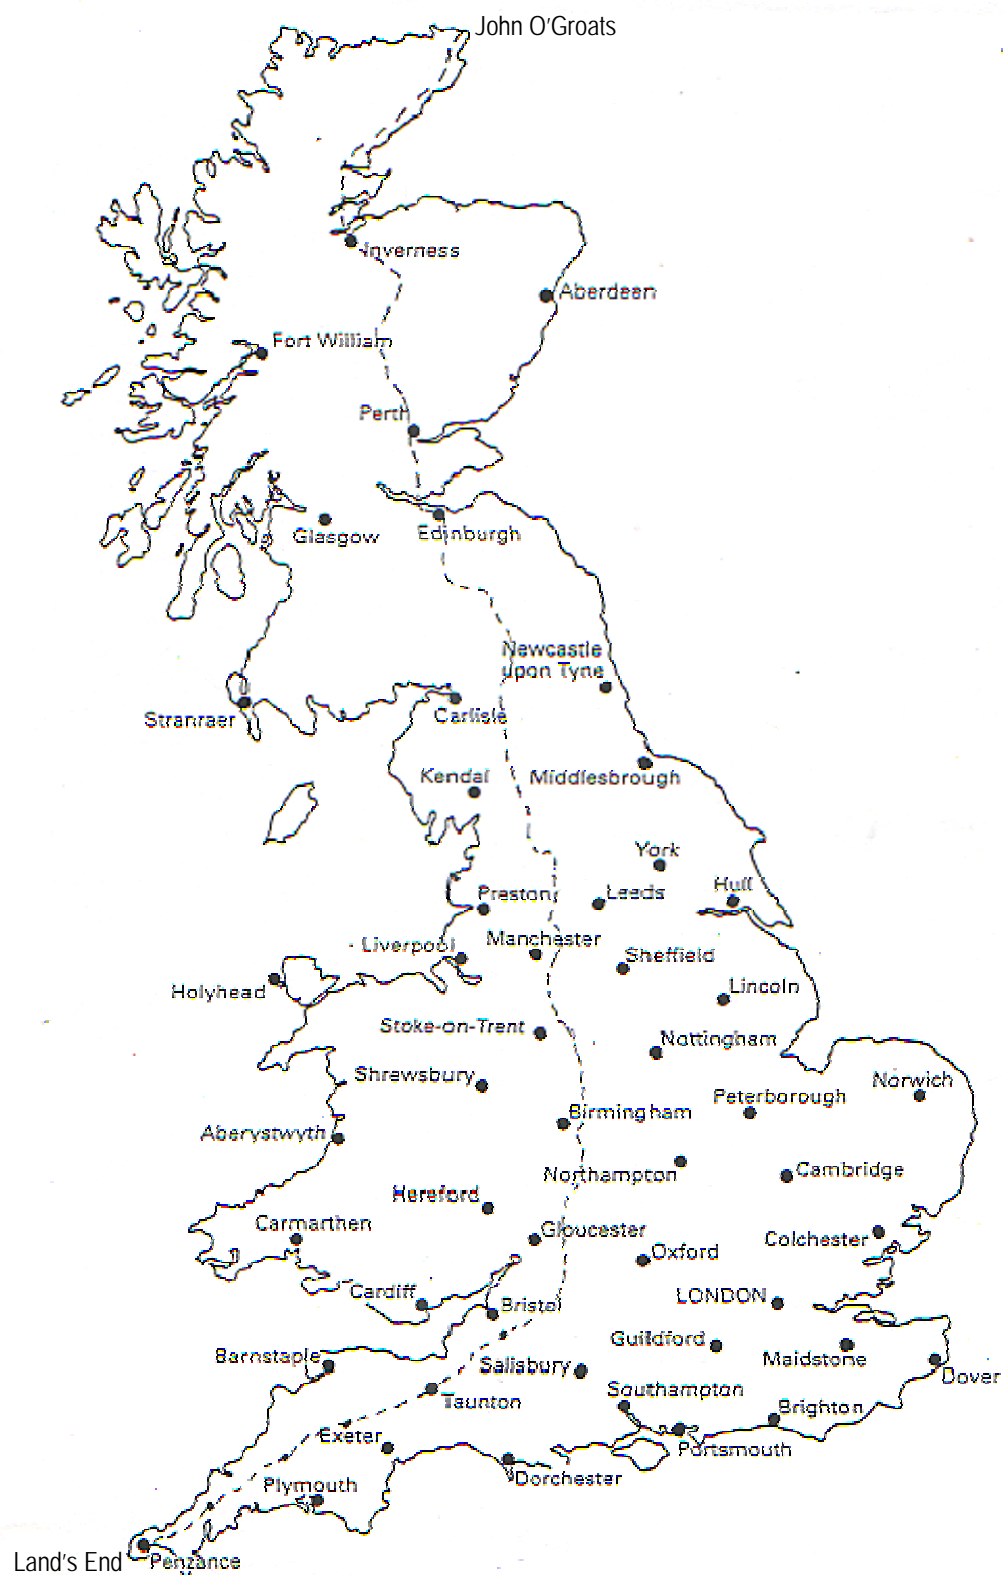 John O'Groats
Inverness
Aberdeen
Fort William
Perth
Glasgow
Edinburgh
Newcastle
upon Tyne
Stranraer
Carlisle
Kendal
Middlesbrough
York
Preston
Leeds
Hull
Liverpool
Manchester
Sheffield
Holyhead
Lincoln
Stoke-on-Trent
Nottingham
Shrewsbury
Norwich
Peterborough
Birmingham
Aberystwyth
Northampton
Cambridge
Hereford
Carmarthen
Gloucester
Colchester
Oxford
Cardiff
Bristol
LONDON
Guildford
Barnstaple
Salisbury
Maidstone
Dover
Taunton
Southampton
Brighton
Exeter
Portsmouth
Plymouth
Dorchester
Land's End
Penzance